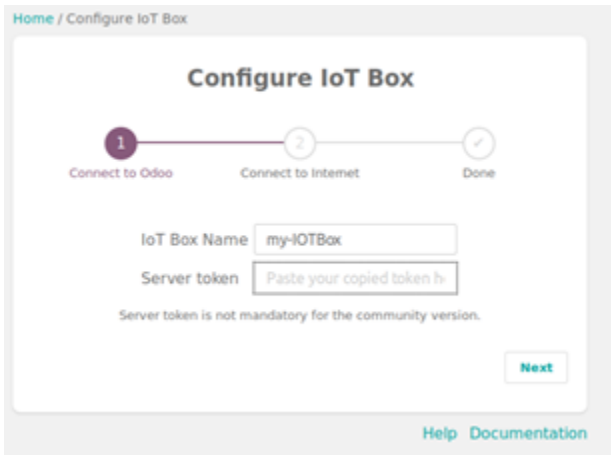 Home / Configure IoT Box
Configure IoT Box
1 2 ✓
Connect to Odoo Connect to Internet Done
IoT Box Name my-IOTBox
Server token Paste your copied token h
Server token is not mandatory for the community version.
Next
Help Documentation